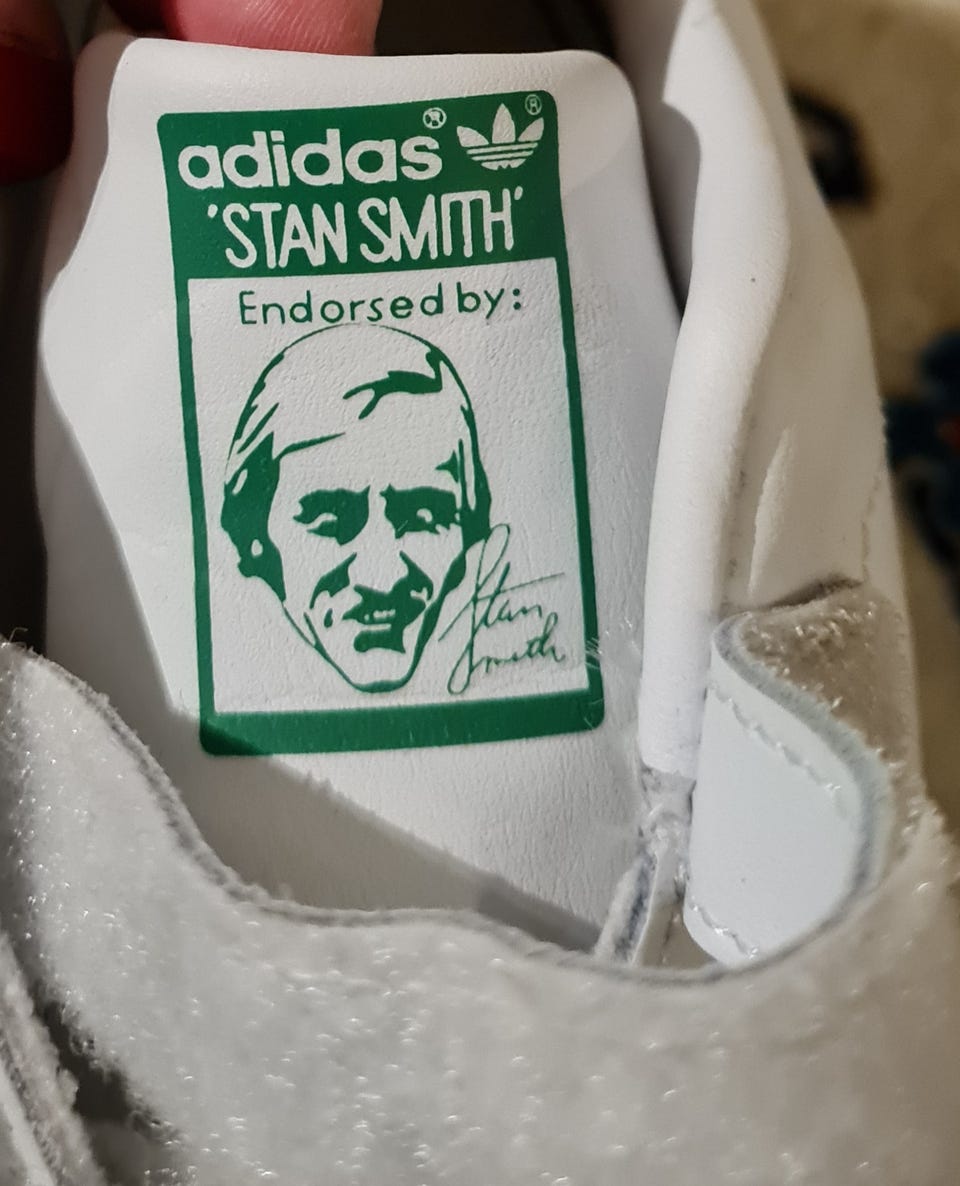 adidas®
'STAN SMITH'
Endorsed by:
Stan
Smith